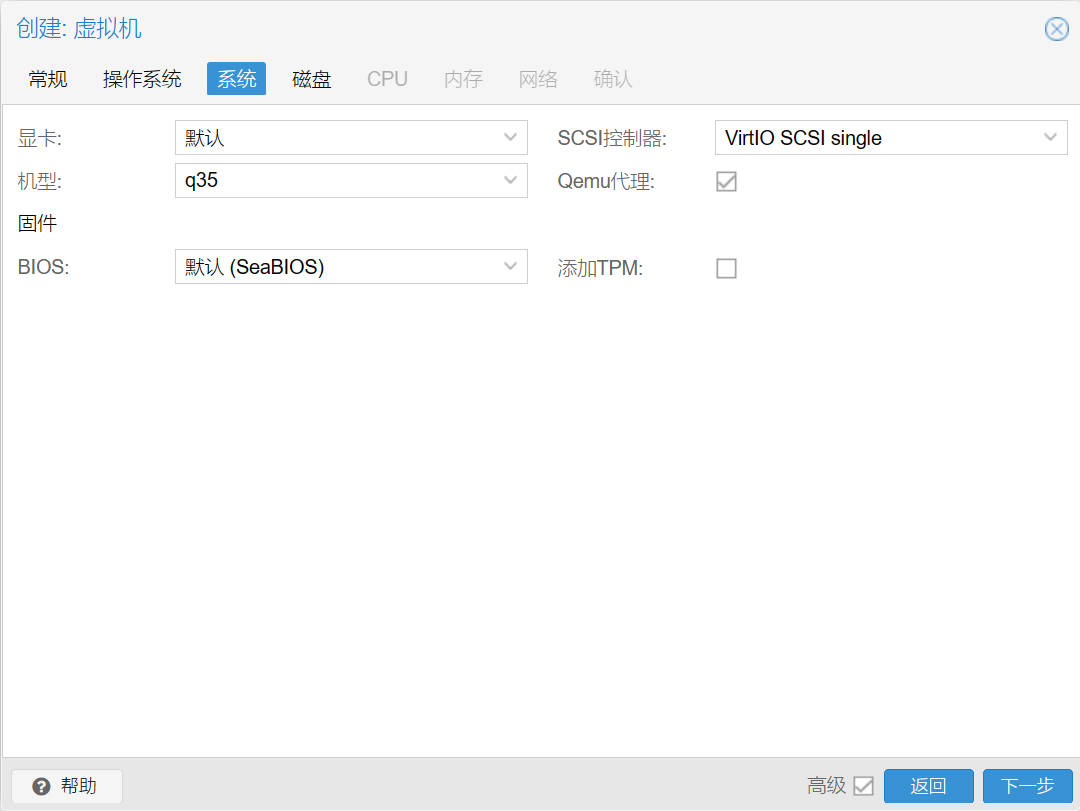 创建: 虚拟机
常规 操作系统 系统 磁盘 CPU 内存 网络 确认
显卡: 默认 SCSI控制器: VirtIO SCSI single
机型: q35 Qemu代理:
固件
BIOS: 默认 (SeaBIOS) 添加TPM:
帮助 高级 返回 下一步